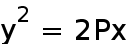 y² = 2Px